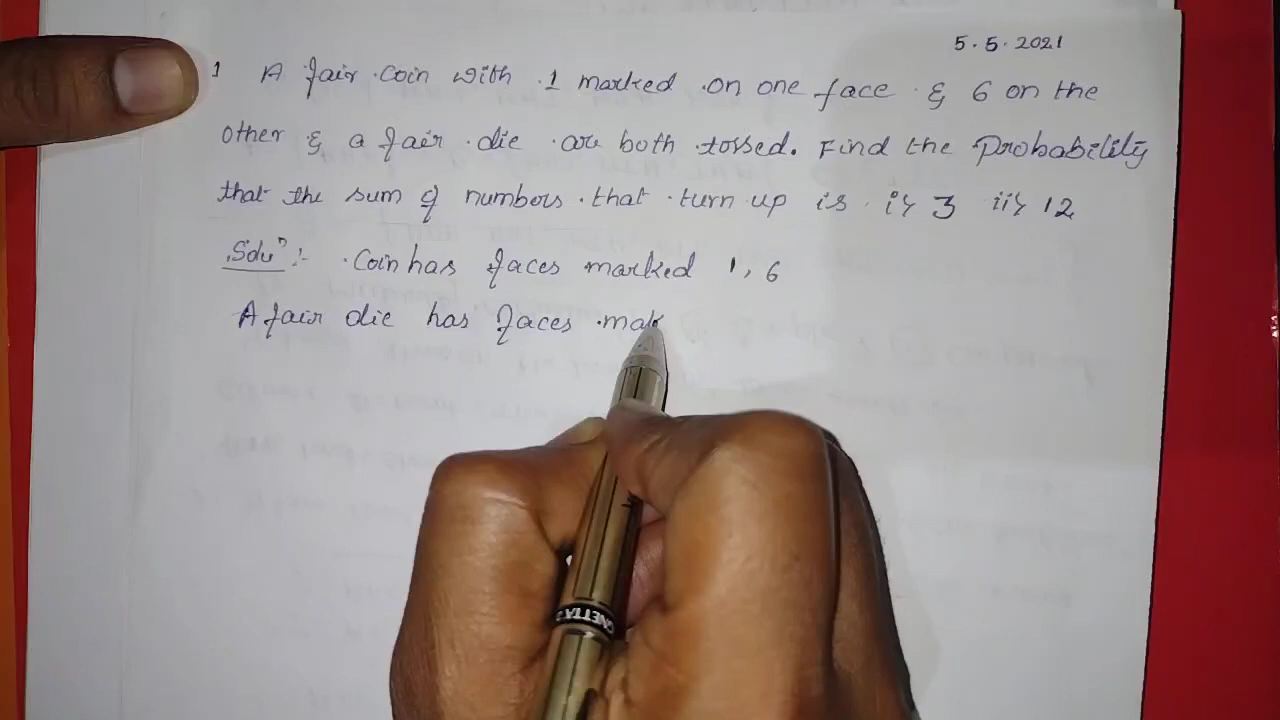 5.5.2021
1 A fair coin with 1 marked on one face & 6 on the
other & a fair die are both tossed. Find the Probability
that the sum of numbers that turn up is i> 3 ii> 12
Solun :- Coin has faces marked 1, 6
A fair die has faces mak